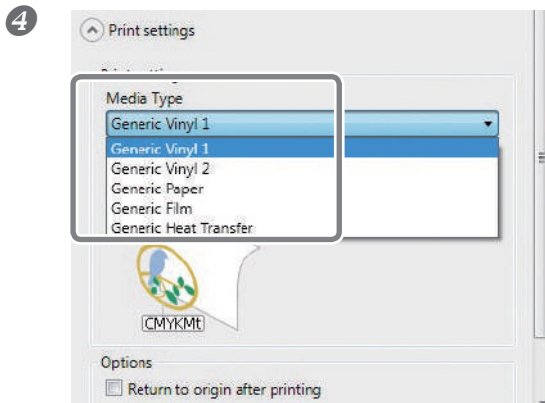 4
Print settings
Media Type
Generic Vinyl 1
Generic Vinyl 1
Generic Vinyl 2
Generic Paper
Generic Film
Generic Heat Transfer
CMYKMt
Options
Return to origin after printing